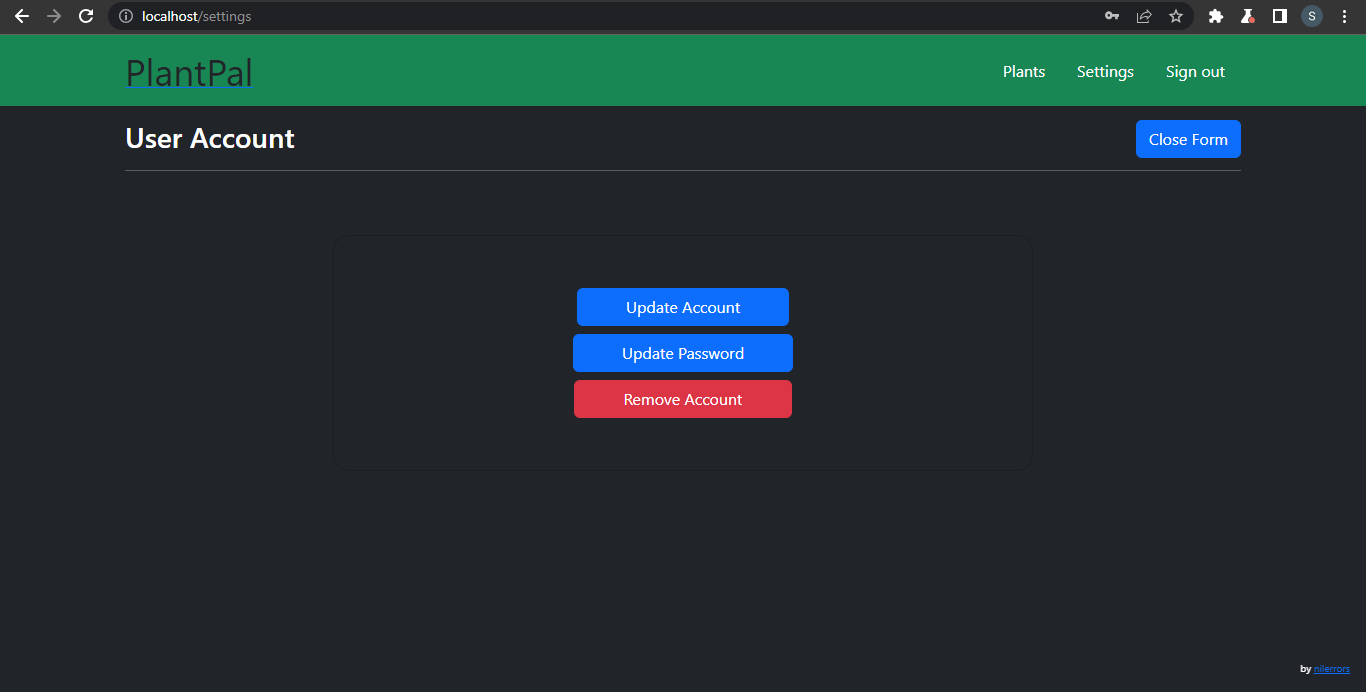 localhost/settings
S
PlantPal
Plants
Settings
Sign out
User Account
Close Form
Update Account
Update Password
Remove Account
by nilerrors